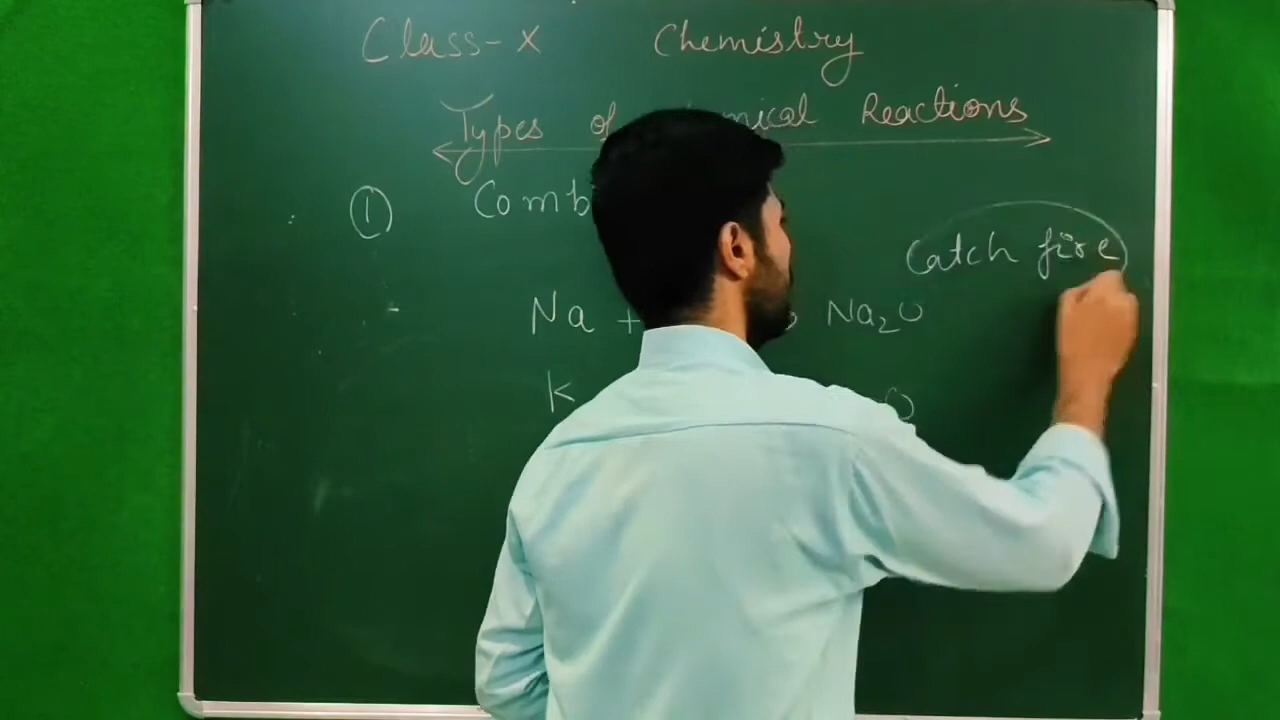 Class-X Chemistry
Types of mical Reactions
① Comb
Catch fire
Na + Na₂O
K O